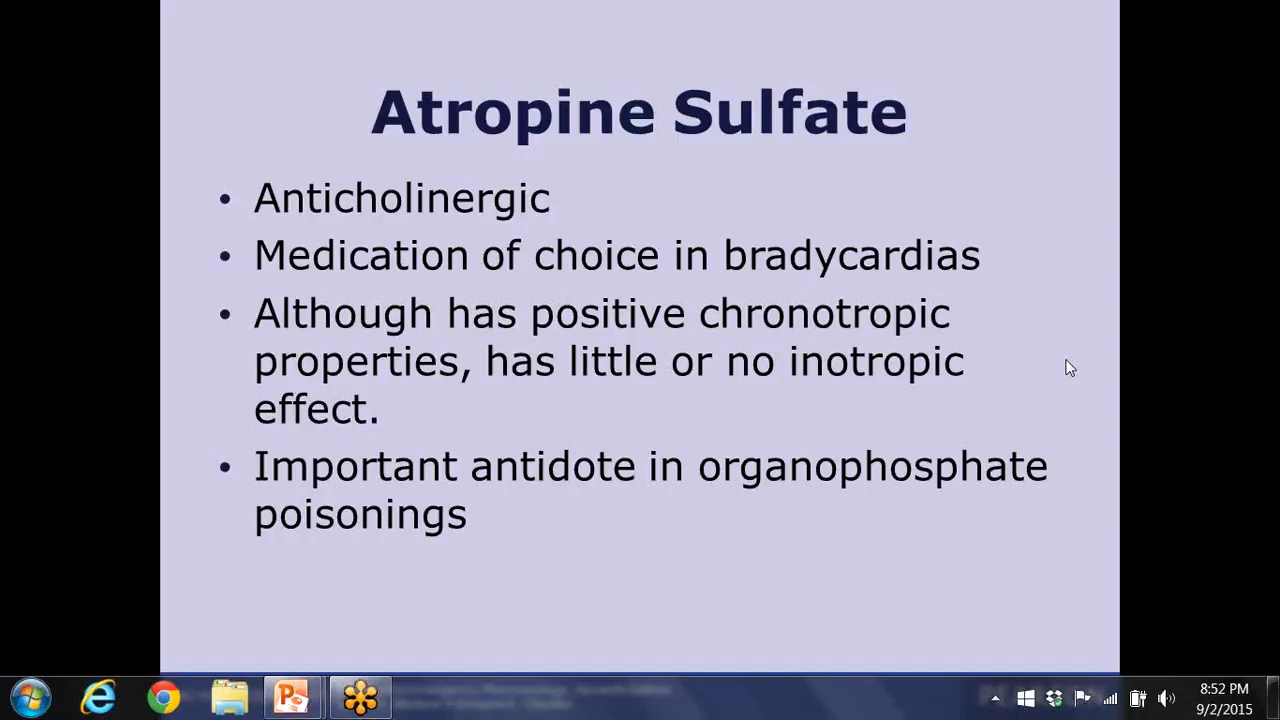 Atropine Sulfate
• Anticholinergic
• Medication of choice in bradycardias
• Although has positive chronotropic
properties, has little or no inotropic
effect.
• Important antidote in organophosphate
poisonings
8:52 PM
9/2/2015